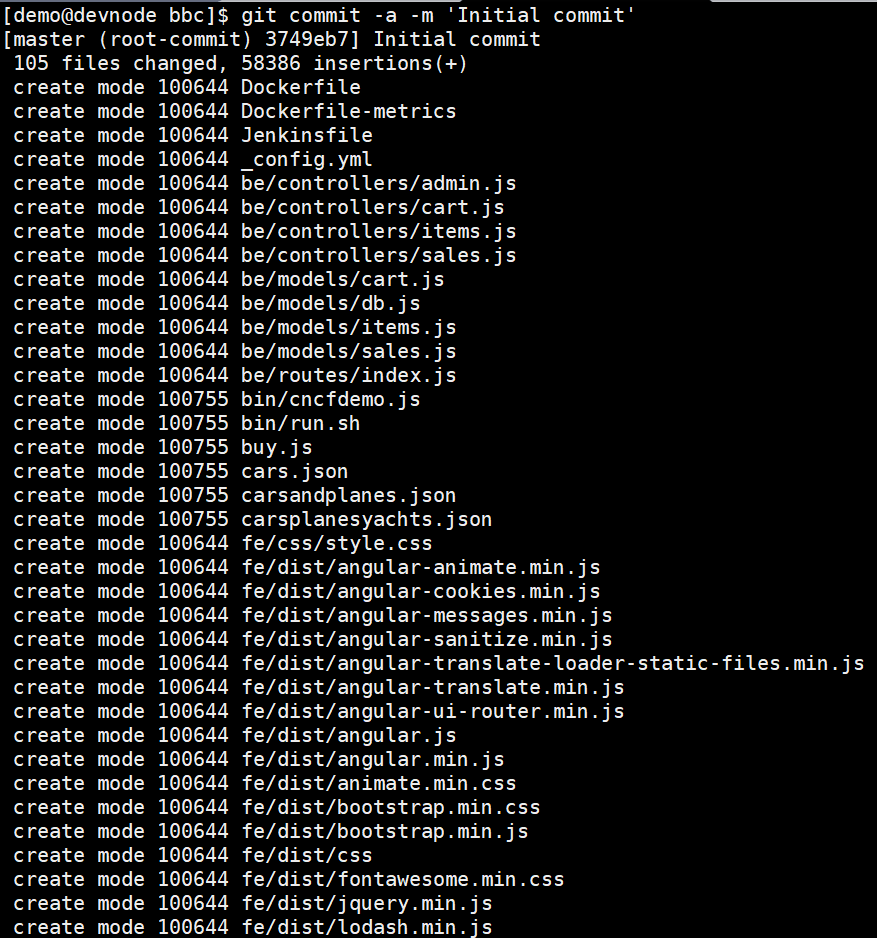 [demo@devnode bbc]$ git commit -a -m 'Initial commit'
[master (root-commit) 3749eb7] Initial commit
 105 files changed, 58386 insertions(+)
 create mode 100644 Dockerfile
 create mode 100644 Dockerfile-metrics
 create mode 100644 Jenkinsfile
 create mode 100644 _config.yml
 create mode 100644 be/controllers/admin.js
 create mode 100644 be/controllers/cart.js
 create mode 100644 be/controllers/items.js
 create mode 100644 be/controllers/sales.js
 create mode 100644 be/models/cart.js
 create mode 100644 be/models/db.js
 create mode 100644 be/models/items.js
 create mode 100644 be/models/sales.js
 create mode 100644 be/routes/index.js
 create mode 100755 bin/cncfdemo.js
 create mode 100755 bin/run.sh
 create mode 100755 buy.js
 create mode 100755 cars.json
 create mode 100755 carsandplanes.json
 create mode 100755 carsplanesyachts.json
 create mode 100644 fe/css/style.css
 create mode 100644 fe/dist/angular-animate.min.js
 create mode 100644 fe/dist/angular-cookies.min.js
 create mode 100644 fe/dist/angular-messages.min.js
 create mode 100644 fe/dist/angular-sanitize.min.js
 create mode 100644 fe/dist/angular-translate-loader-static-files.min.js
 create mode 100644 fe/dist/angular-translate.min.js
 create mode 100644 fe/dist/angular-ui-router.min.js
 create mode 100644 fe/dist/angular.js
 create mode 100644 fe/dist/angular.min.js
 create mode 100644 fe/dist/animate.min.css
 create mode 100644 fe/dist/bootstrap.min.css
 create mode 100644 fe/dist/bootstrap.min.js
 create mode 100644 fe/dist/css
 create mode 100644 fe/dist/fontawesome.min.css
 create mode 100644 fe/dist/jquery.min.js
 create mode 100644 fe/dist/lodash.min.js